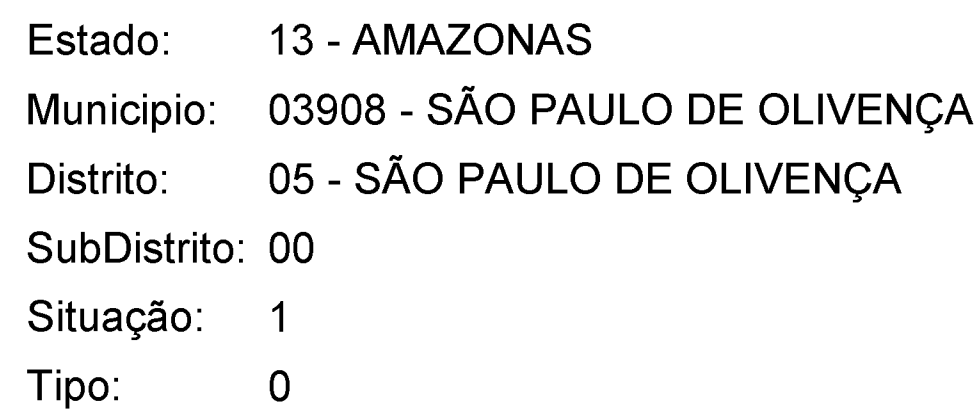 Estado: 13 - AMAZONAS
Municipio: 03908 - SÃO PAULO DE OLIVENÇA
Distrito: 05 - SÃO PAULO DE OLIVENÇA
SubDistrito: 00
Situação: 1
Tipo: 0